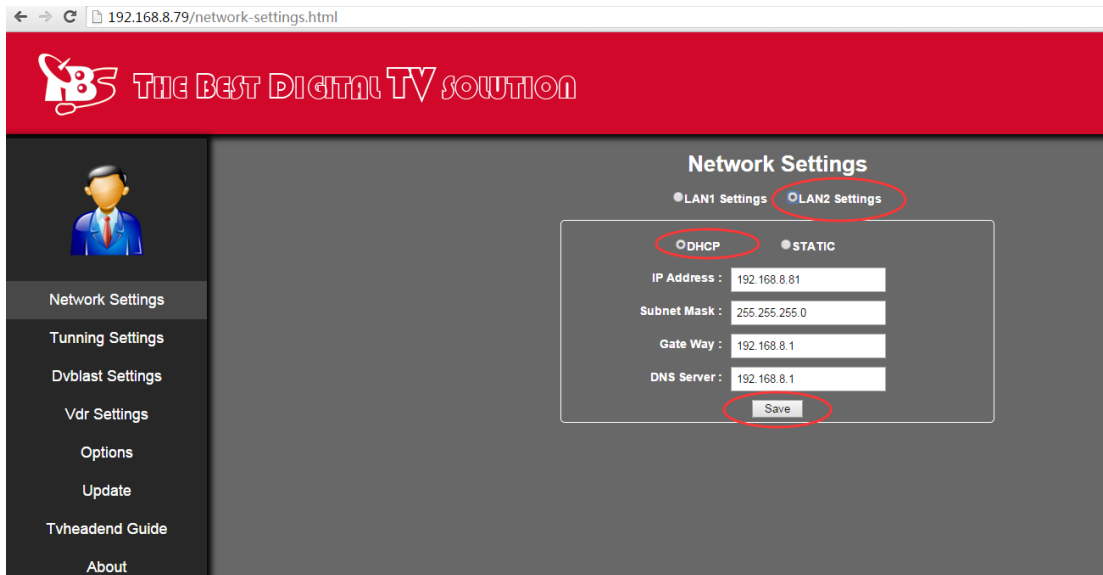 192.168.8.79/network-settings.html
TBS THE BEST DIGITAL TV SOLUTION
Network Settings
LAN1 Settings LAN2 Settings
DHCP STATIC
IP Address : 192.168.8.81
Subnet Mask : 255.255.255.0
Gate Way : 192.168.8.1
DNS Server : 192.168.8.1
Save
Network Settings
Tunning Settings
Dvblast Settings
Vdr Settings
Options
Update
Tvheadend Guide
About